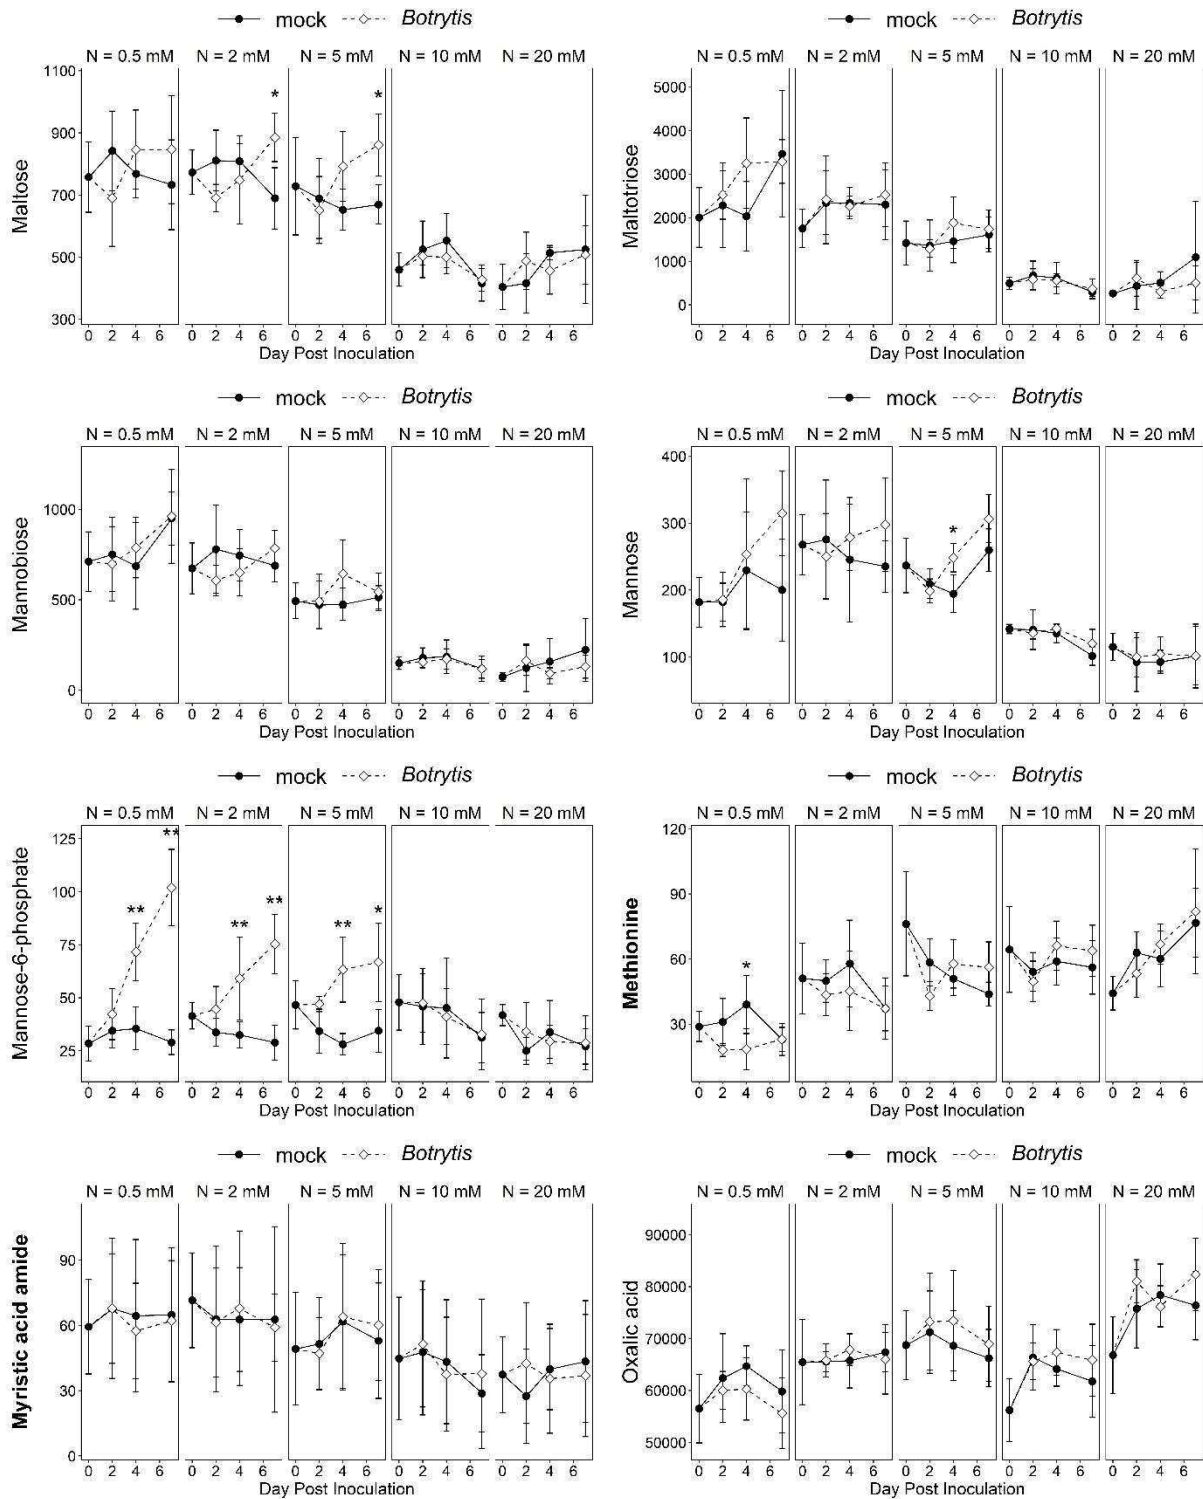 mock Botrytis
N = 0.5 mM N = 2 mM N = 5 mM N = 10 mM N = 20 mM
Maltose
1100
900
700
500
300
* *
0 2 4 6 0 2 4 6 0 2 4 6 0 2 4 6 0 2 4 6
Day Post Inoculation
mock Botrytis
N = 0.5 mM N = 2 mM N = 5 mM N = 10 mM N = 20 mM
Maltotriose
5000
4000
3000
2000
1000
0
0 2 4 6 0 2 4 6 0 2 4 6 0 2 4 6 0 2 4 6
Day Post Inoculation
mock Botrytis
N = 0.5 mM N = 2 mM N = 5 mM N = 10 mM N = 20 mM
Mannobiose
1000
500
0
0 2 4 6 0 2 4 6 0 2 4 6 0 2 4 6 0 2 4 6
Day Post Inoculation
mock Botrytis
N = 0.5 mM N = 2 mM N = 5 mM N = 10 mM N = 20 mM
Mannose
400
300
200
100
*
0 2 4 6 0 2 4 6 0 2 4 6 0 2 4 6 0 2 4 6
Day Post Inoculation
mock Botrytis
N = 0.5 mM N = 2 mM N = 5 mM N = 10 mM N = 20 mM
Mannose-6-phosphate
125
100
75
50
25
** ** ** ** ** *
0 2 4 6 0 2 4 6 0 2 4 6 0 2 4 6 0 2 4 6
Day Post Inoculation
mock Botrytis
N = 0.5 mM N = 2 mM N = 5 mM N = 10 mM N = 20 mM
Methionine
120
90
60
30
*
0 2 4 6 0 2 4 6 0 2 4 6 0 2 4 6 0 2 4 6
Day Post Inoculation
mock Botrytis
N = 0.5 mM N = 2 mM N = 5 mM N = 10 mM N = 20 mM
Myristic acid amide
90
60
30
0
0 2 4 6 0 2 4 6 0 2 4 6 0 2 4 6 0 2 4 6
Day Post Inoculation
mock Botrytis
N = 0.5 mM N = 2 mM N = 5 mM N = 10 mM N = 20 mM
Oxalic acid
90000
80000
70000
60000
50000
0 2 4 6 0 2 4 6 0 2 4 6 0 2 4 6 0 2 4 6
Day Post Inoculation